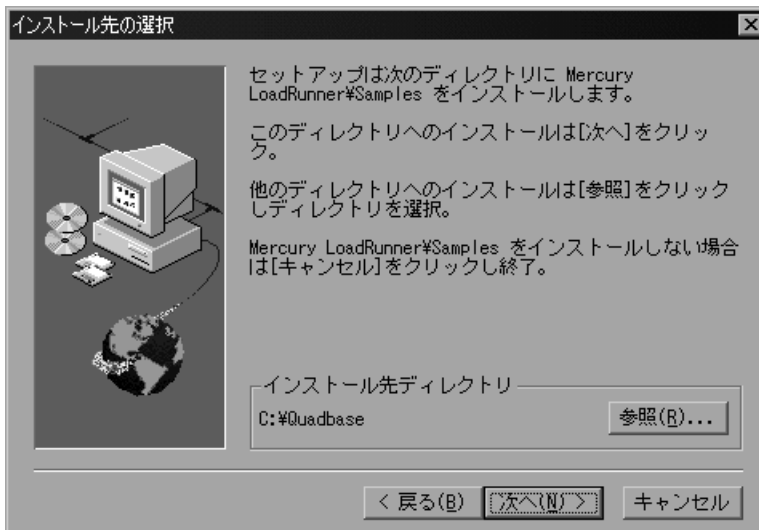 インストール先の選択
セットアップは次のディレクトリに Mercury
LoadRunner¥Samples をインストールします。
このディレクトリへのインストールは[次へ]をクリッ
ク。
他のディレクトリへのインストールは[参照]をクリック
しディレクトリを選択。
Mercury LoadRunner¥Samples をインストールしない場合
は[キャンセル]をクリックし終了。
インストール先ディレクトリ
C:¥Quadbase
参照(R)...
< 戻る(B)
次へ(N) >
キャンセル